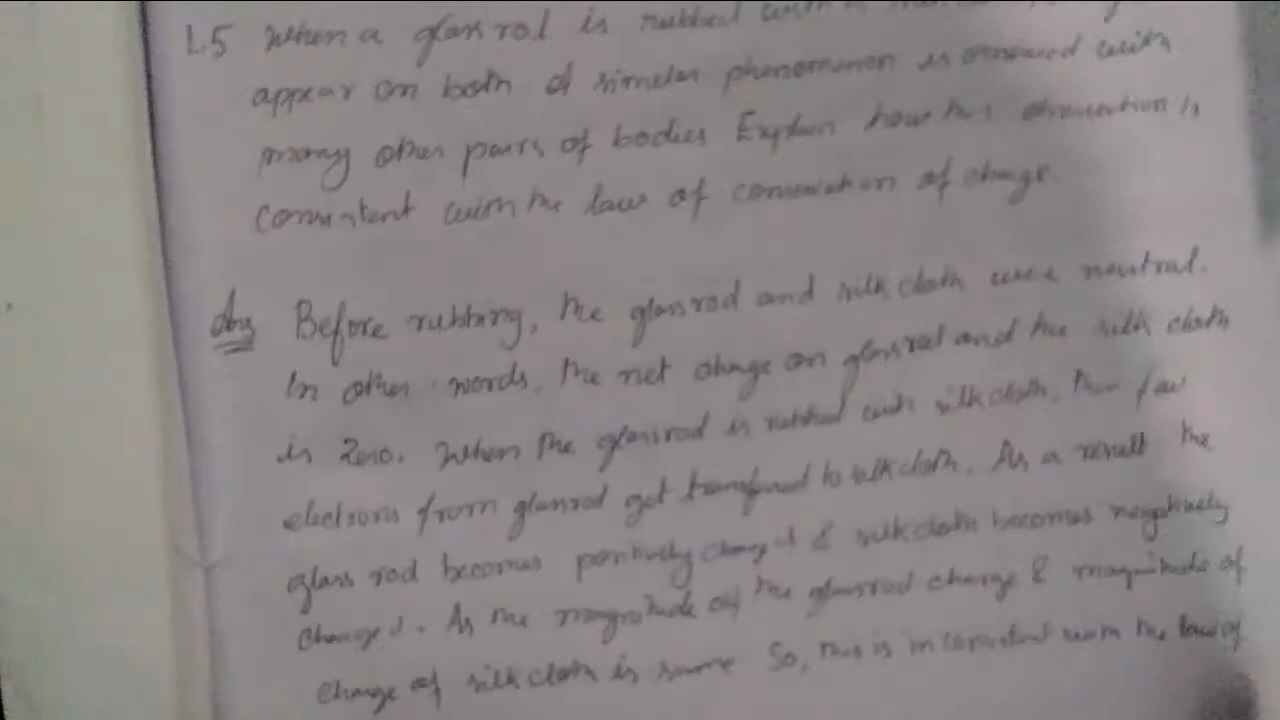 1.5 When a glass rod is rubbed with
appear on both. A similar phenomenon is observed with
many other pairs of bodies Explain how this observation is
consistent with the law of conservation of charge.
Ans Before rubbing, the glass rod and silk cloth were neutral.
In other words, the net charge on glass rod and the silk cloth
is zero. When the glass rod is rubbed with silk cloth, then few
electrons from glass rod get transferred to silk cloth. As a result the
glass rod becomes positively charged & silk cloth becomes negatively
charged. As the magnitude of the glass rod charge & magnitude of
charge of silk cloth is same So, this is in consistent with the law of